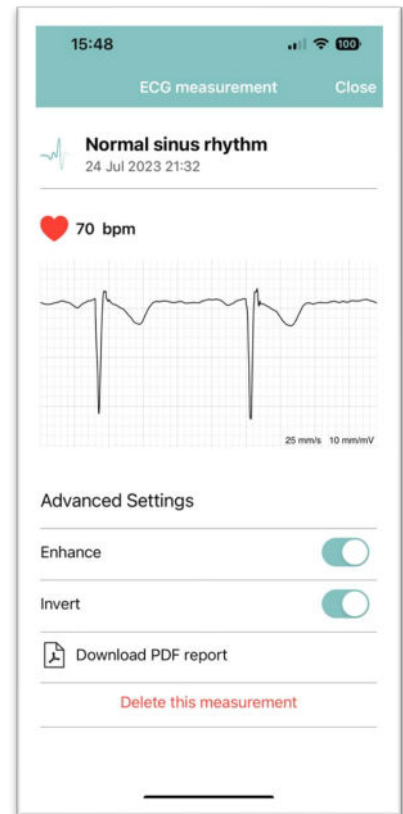 15:48
100
ECG measurement Close
Normal sinus rhythm
24 Jul 2023 21:32
70 bpm
25 mm/s 10 mm/mV
Advanced Settings
Enhance
Invert
Download PDF report
Delete this measurement